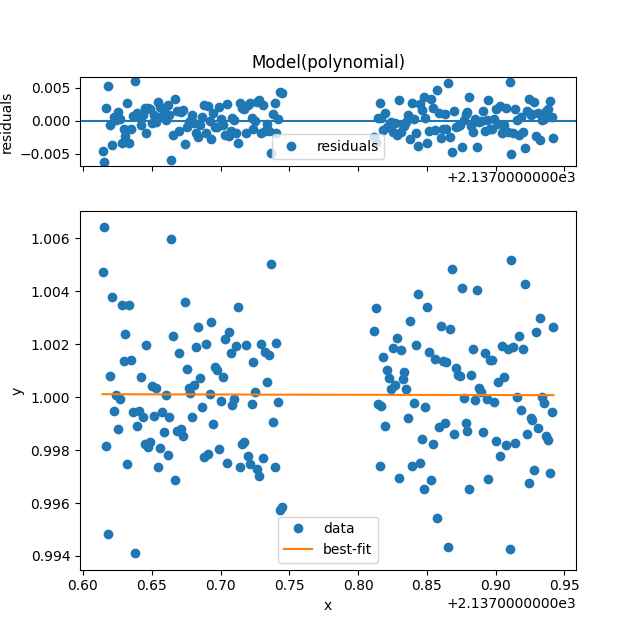 Model(polynomial)
0.005
0.000
−0.005
residuals
residuals
+2.1370000000e3
1.006
1.004
1.002
1.000
0.998
0.996
0.994
y
data
best-fit
0.60 0.65 0.70 0.75 0.80 0.85 0.90 0.95
x
+2.1370000000e3